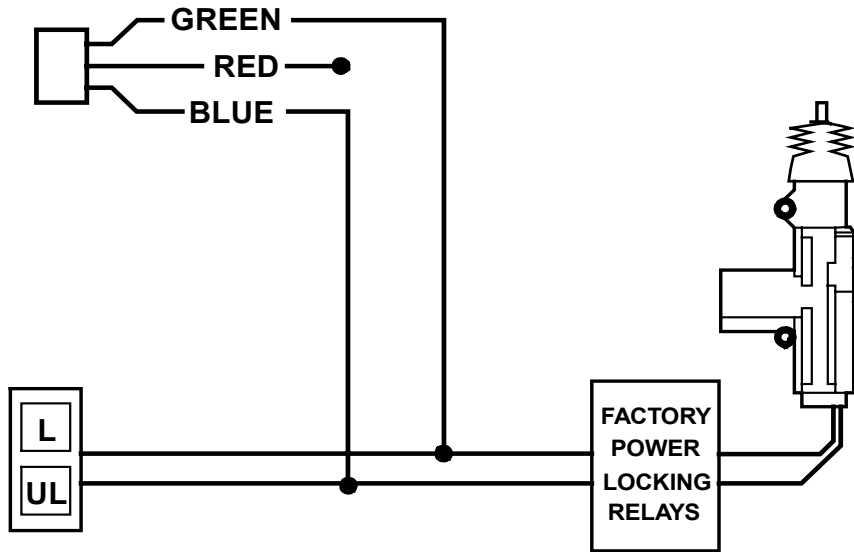 GREEN
RED
BLUE
L
UL
FACTORY
POWER
LOCKING
RELAYS